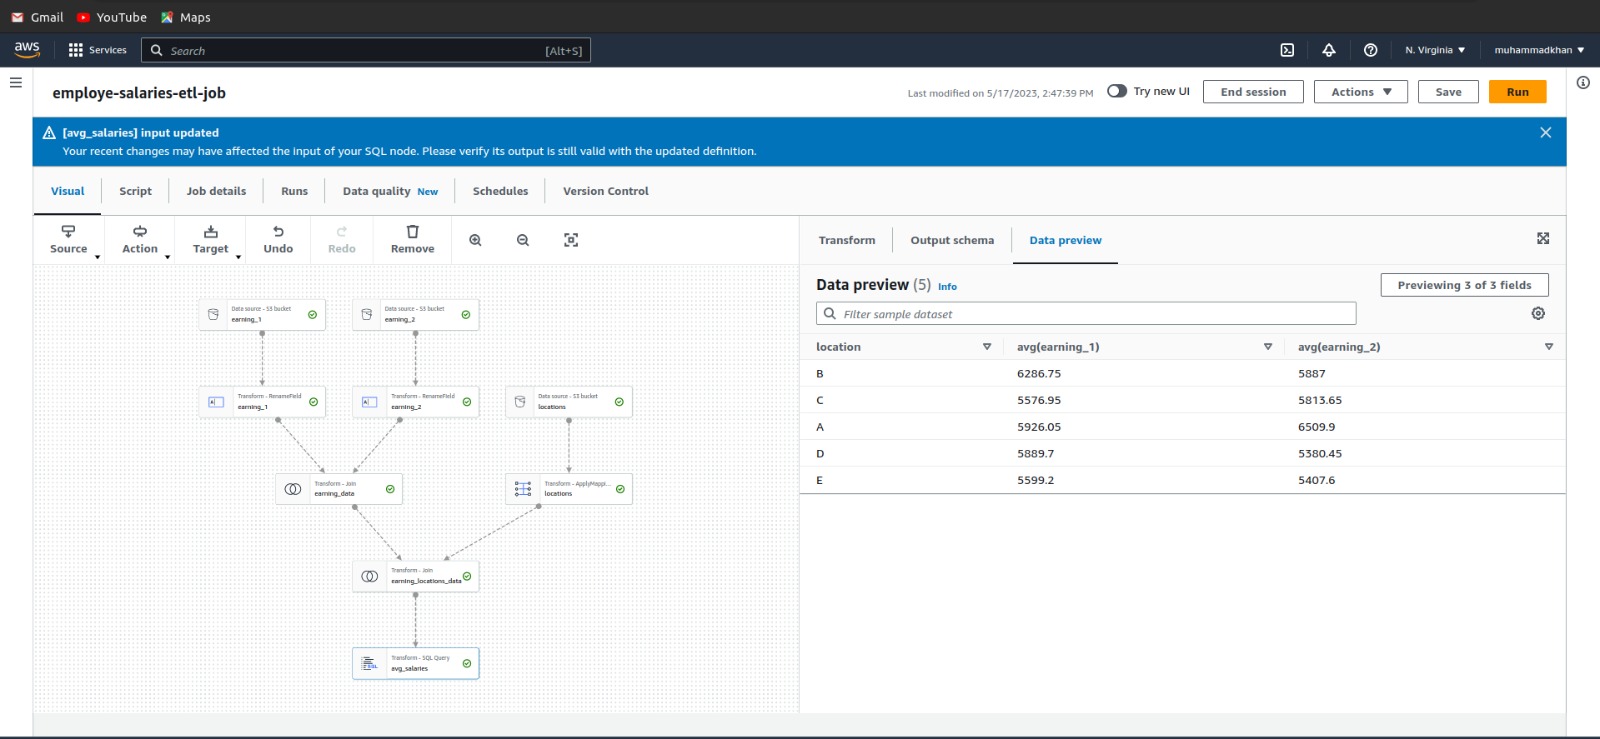 Gmail YouTube Maps
aws Services Search [Alt+S] N. Virginia muhammadkhan
employe-salaries-etl-job Last modified on 5/17/2023, 2:47:39 PM Try new UI End session Actions Save Run
[avg_salaries] input updated
Your recent changes may have affected the input of your SQL node. Please verify its output is still valid with the updated definition.
Visual Script Job details Runs Data quality New Schedules Version Control
Source Action Target Undo Redo Remove
Data source - S3 bucket
earning_1
Data source - S3 bucket
earning_2
Transform - RenameField
earning_1
Transform - RenameField
earning_2
Data source - S3 bucket
locations
Transform - Join
earning_data
Transform - ApplyMappi...
locations
Transform - Join
earning_locations_data
SQL
Transform - SQL Query
avg_salaries
Transform Output schema Data preview
Data preview (5) Info Previewing 3 of 3 fields
Filter sample dataset
location avg(earning_1) avg(earning_2)
B 6286.75 5887
C 5576.95 5813.65
A 5926.05 6509.9
D 5889.7 5380.45
E 5599.2 5407.6